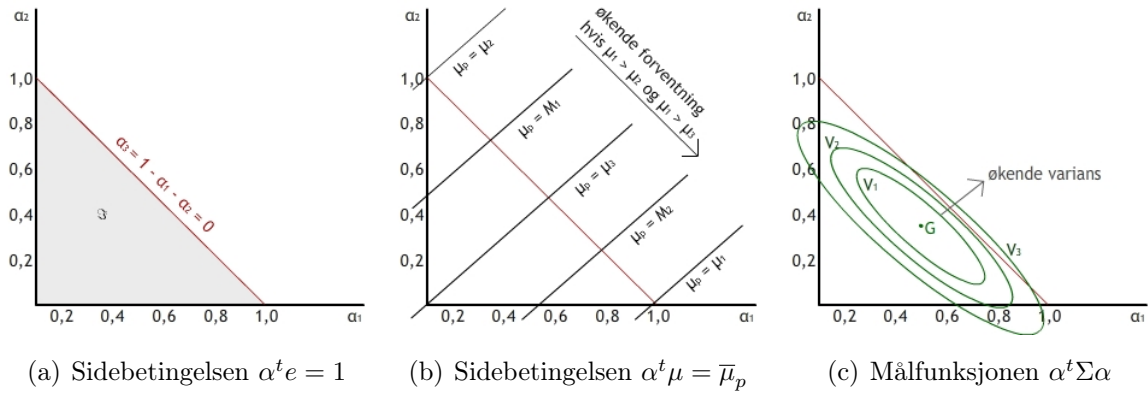 α₂
1,0
0,8
0,6
0,4
0,2
α₃ = 1 - α₁ - α₂ = 0
0,2 0,4 0,6 0,8 1,0 α₁
(a) Sidebetingelsen αᵗe = 1
α₂
1,0
0,8
0,6
0,4
0,2
μₚ = μ₂
μₚ = M₁
μₚ = μ₃
μₚ = M₂
μₚ = μ₁
økende forventning
hvis μ₁ > μ₂ og μ₁ > μ₃
0,2 0,4 0,6 0,8 1,0 α₁
(b) Sidebetingelsen αᵗμ = μ̅ₚ
α₂
1,0
0,8
0,6
0,4
0,2
V₂
V₁
økende varians
G
V₃
0,2 0,4 0,6 0,8 1,0 α₁
(c) Målfunksjonen αᵗΣα